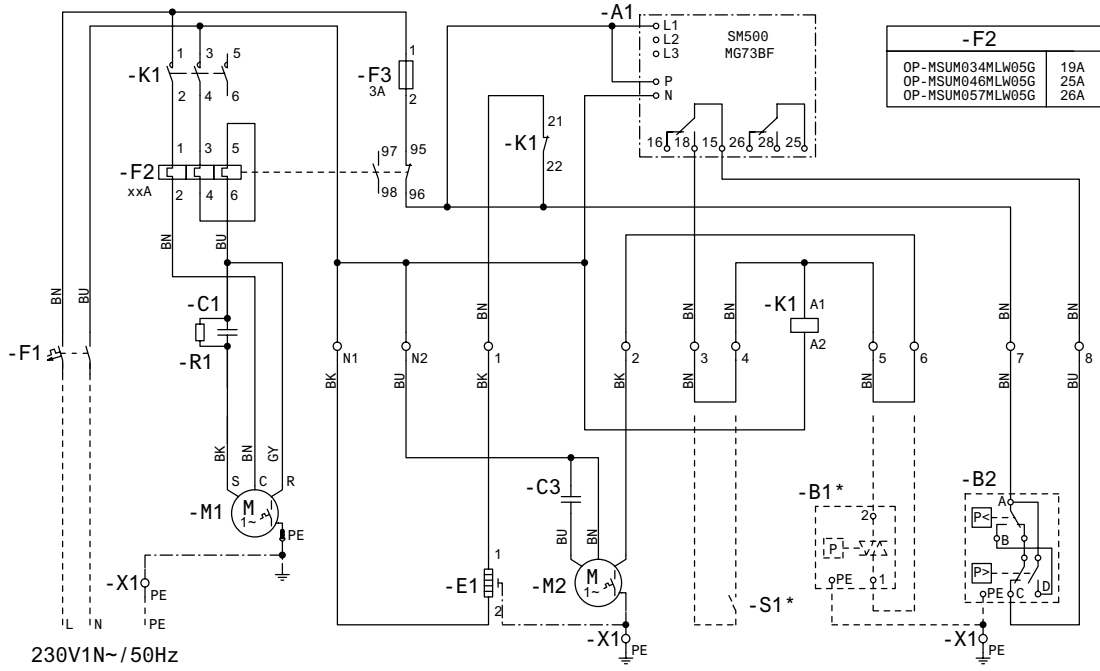 -A1
L1
L2
L3
P
N
SM500
MG73BF
16 18 15 26 28 25
-F2
OP-MSUM034MLW05G 19A
OP-MSUM046MLW05G 25A
OP-MSUM057MLW05G 26A
1 3 5
-K1
2 4 6
1
-F3
3A
2
21
-K1
22
1 3 5
-F2
xxA
2 4 6
97 95
98 96
BN BU
BN BU
-C1
-R1
-F1
BN BN BN BN BN BN BN BN
-K1
A1
A2
N1 N2 1 2 3 4 5 6 7 8
BK BU BK BK BN BN BN BN BU
BK BN GY
S C R
-M1
M
1~
PE
-X1
PE
L N PE
230V1N~/50Hz
-C3
BU BN
1
-E1
2
-M2
M
1~
-X1
PE
-S1*
-B1*
2
P
PE 1
-B2
A
P<
B
P>
PE C D
-X1
PE